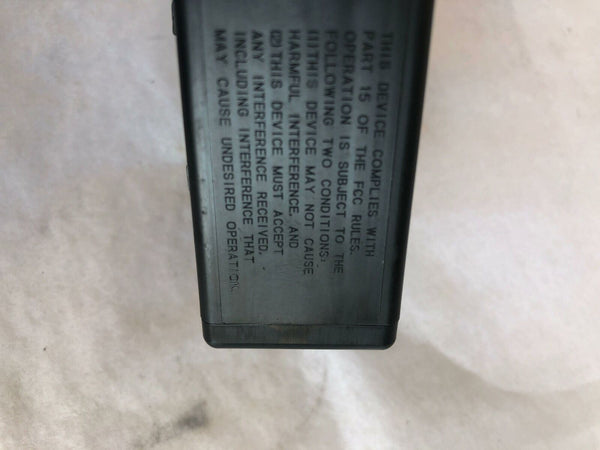 THIS DEVICE COMPLIES WITH
PART 15 OF THE FCC RULES.
OPERATION IS SUBJECT TO THE
FOLLOWING TWO CONDITIONS:
(1) THIS DEVICE MAY NOT CAUSE
HARMFUL INTERFERENCE, AND
(2) THIS DEVICE MUST ACCEPT
ANY INTERFERENCE RECEIVED,
INCLUDING INTERFERENCE THAT
MAY CAUSE UNDESIRED OPERATION.